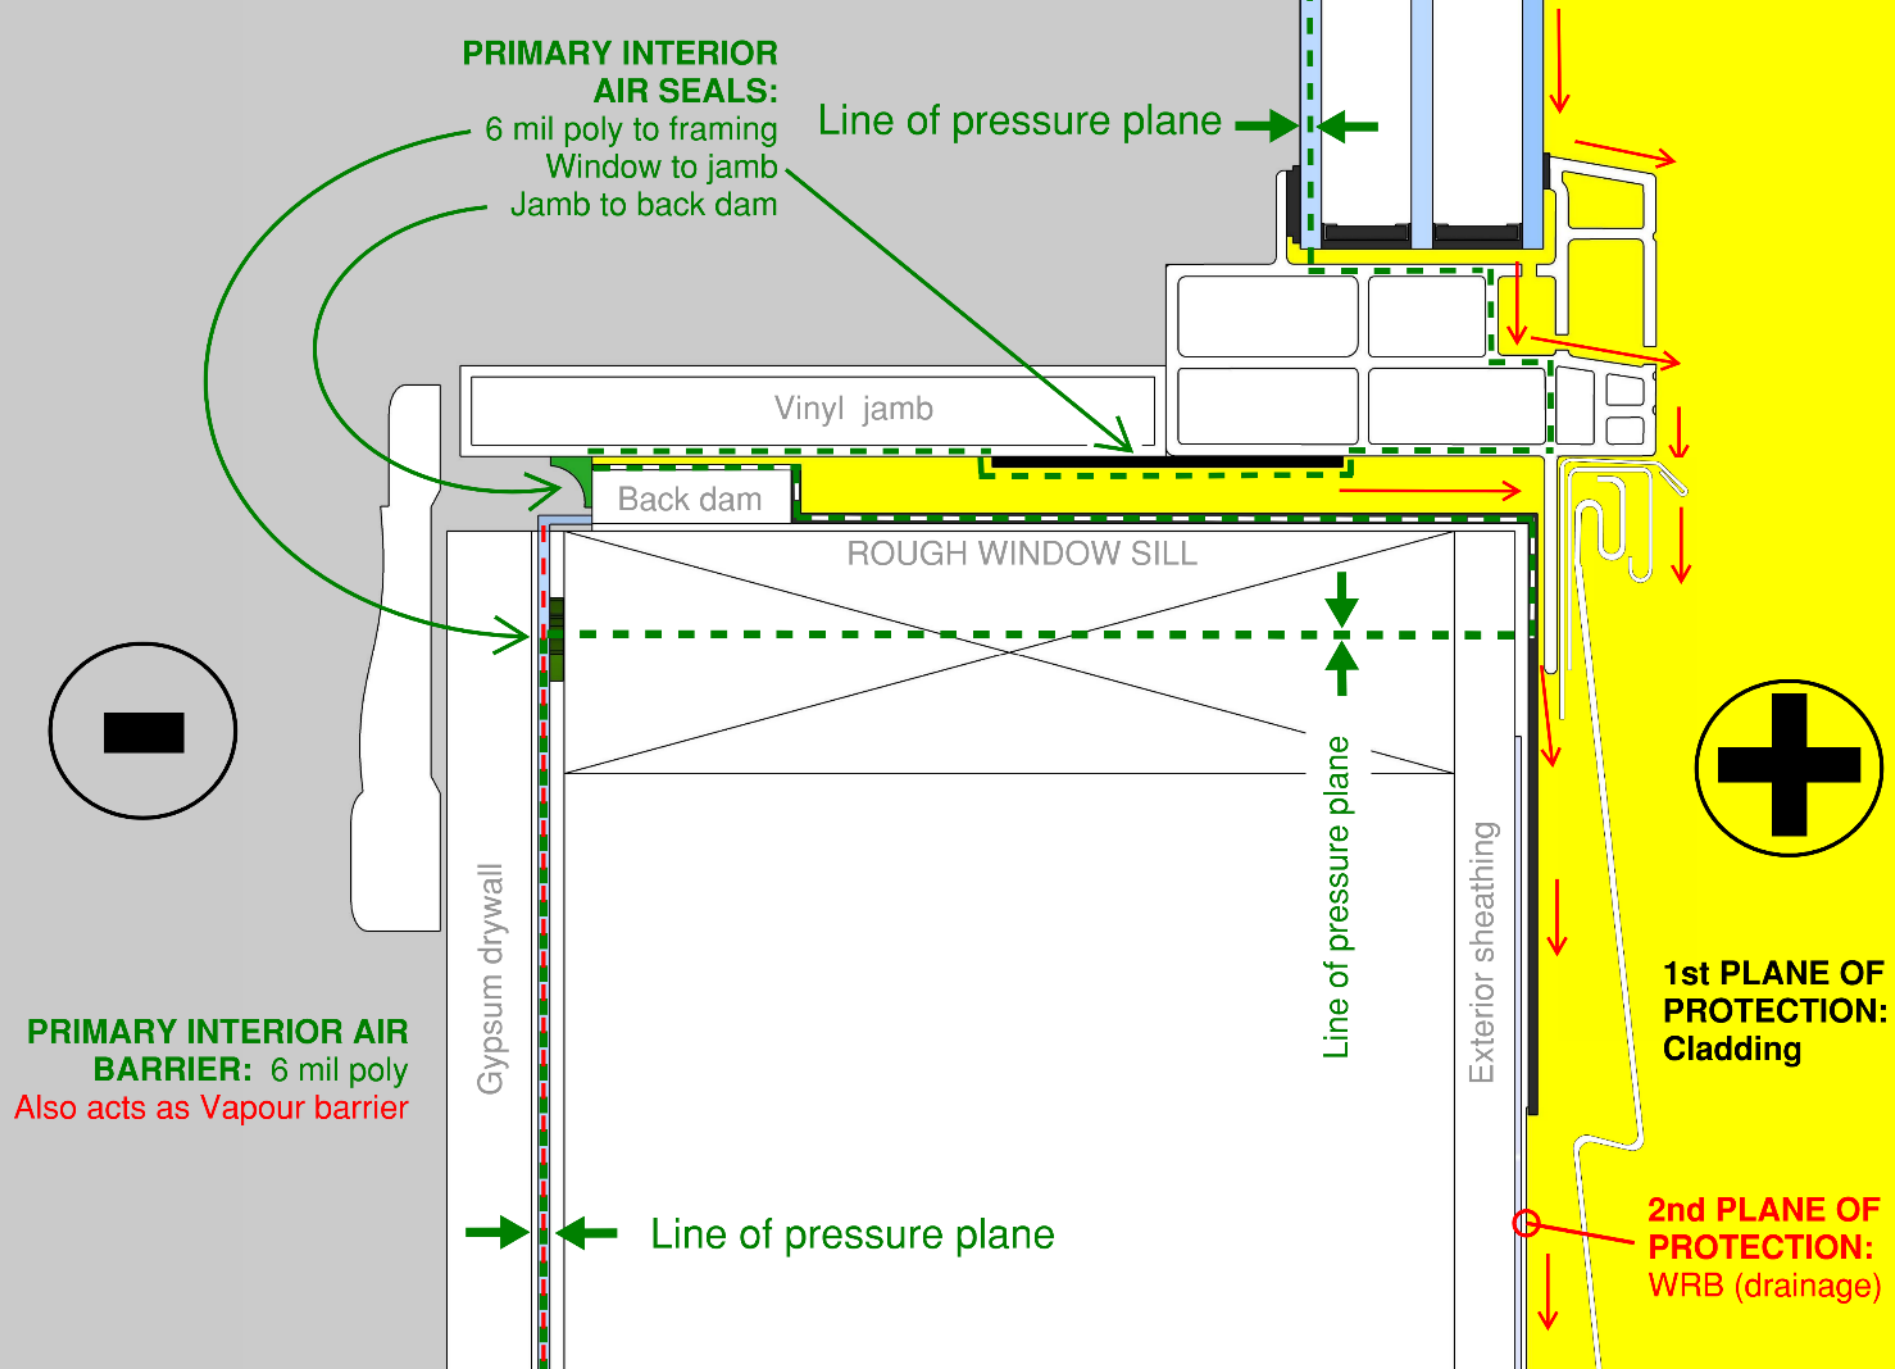 PRIMARY INTERIOR
AIR SEALS:
6 mil poly to framing
Window to jamb
Jamb to back dam
Line of pressure plane
Vinyl jamb
Back dam
ROUGH WINDOW SILL
Line of pressure plane
Gypsum drywall
Exterior sheathing
PRIMARY INTERIOR AIR
BARRIER: 6 mil poly
Also acts as Vapour barrier
Line of pressure plane
1st PLANE OF
PROTECTION:
Cladding
2nd PLANE OF
PROTECTION:
WRB (drainage)